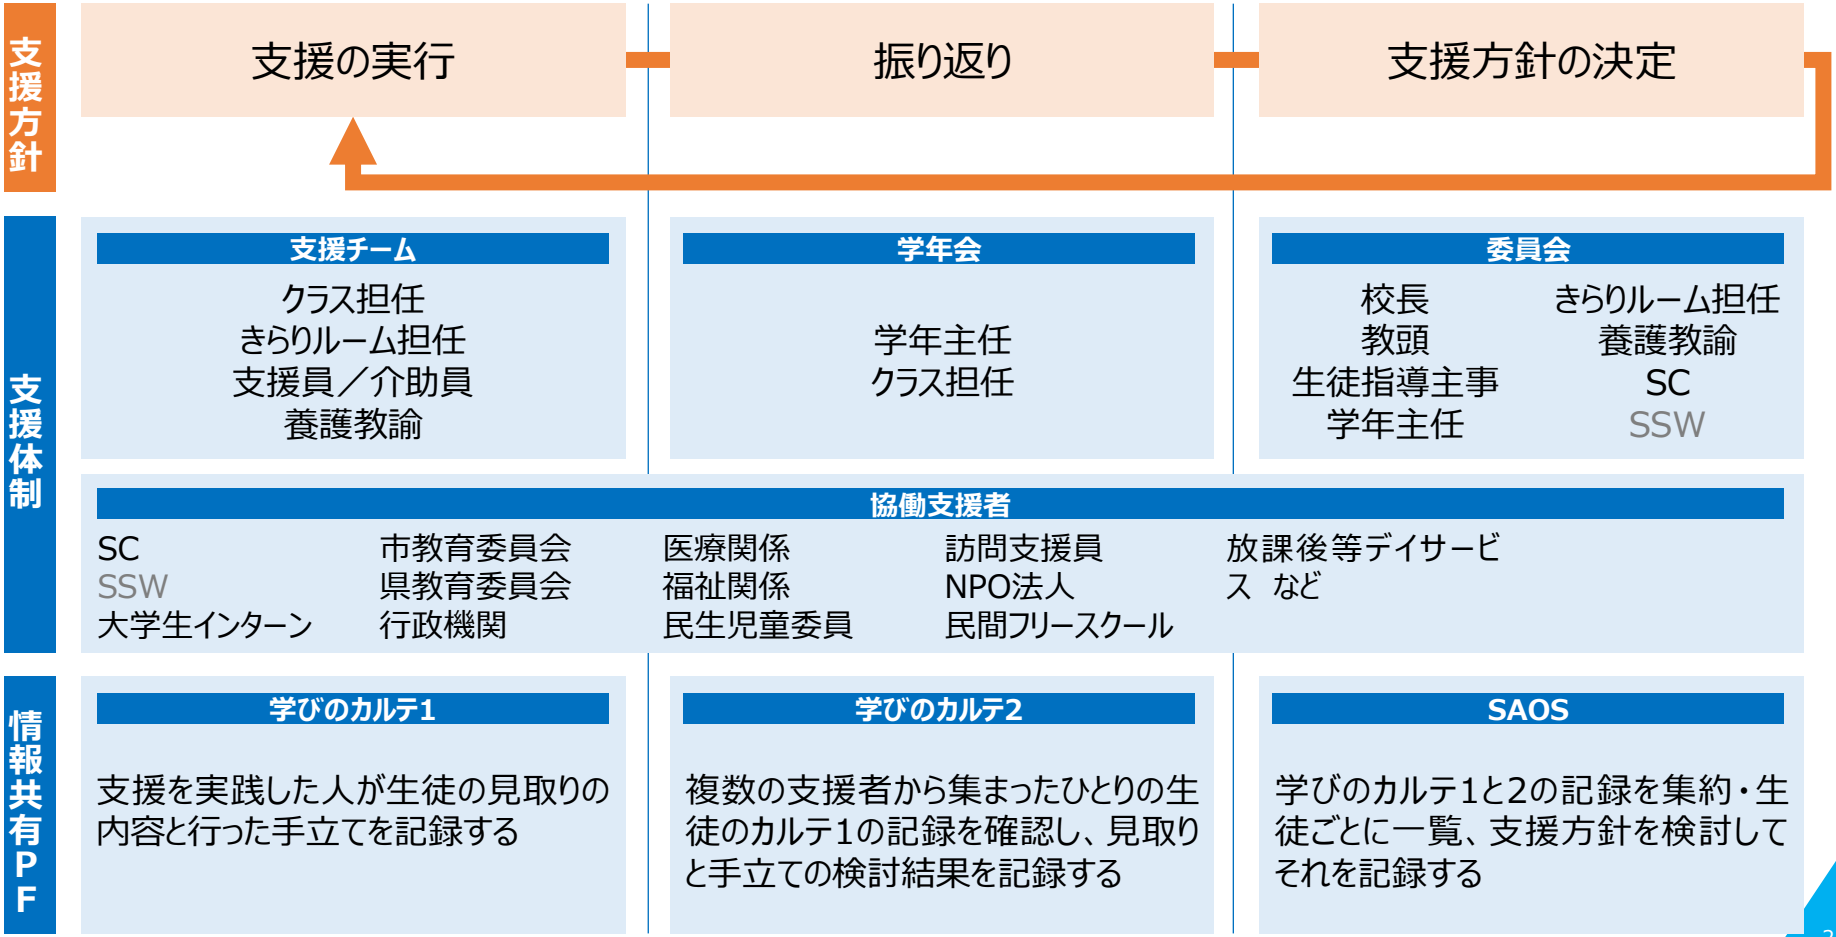 支援方針
支援の実行
振り返り
支援方針の決定
支援体制
支援チーム
クラス担任
きらりルーム担任
支援員／介助員
養護教諭
学年会
学年主任
クラス担任
委員会
校長
教頭
生徒指導主事
学年主任
きらりルーム担任
養護教諭
SC
SSW
協働支援者
SC
SSW
大学生インターン
市教育委員会
県教育委員会
行政機関
医療関係
福祉関係
民生児童委員
訪問支援員
NPO法人
民間フリースクール
放課後等デイサービ
ス など
情報共有PF
学びのカルテ1
支援を実践した人が生徒の見取りの
内容と行った手立てを記録する
学びのカルテ2
複数の支援者から集まったひとりの生
徒のカルテ1の記録を確認し、見取り
と手立ての検討結果を記録する
SAOS
学びのカルテ1と2の記録を集約・生
徒ごとに一覧、支援方針を検討して
それを記録する